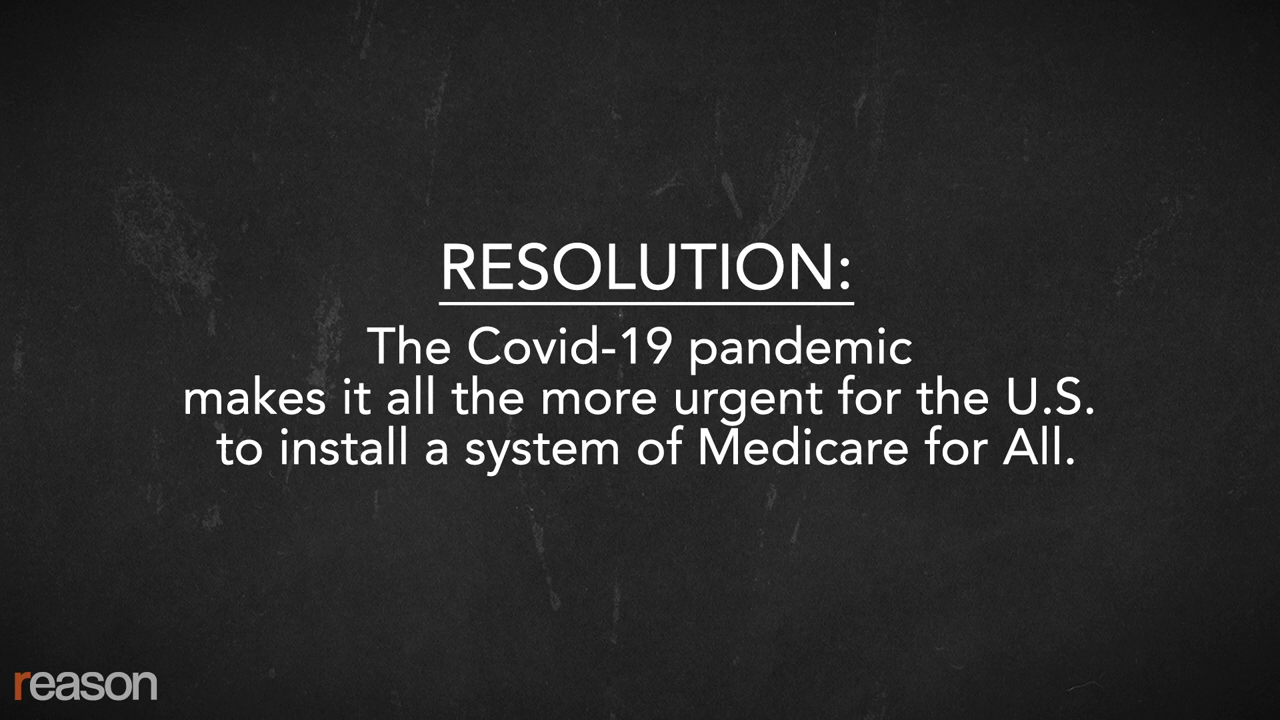 RESOLUTION:
The Covid-19 pandemic
makes it all the more urgent for the U.S.
to install a system of Medicare for All.
reason